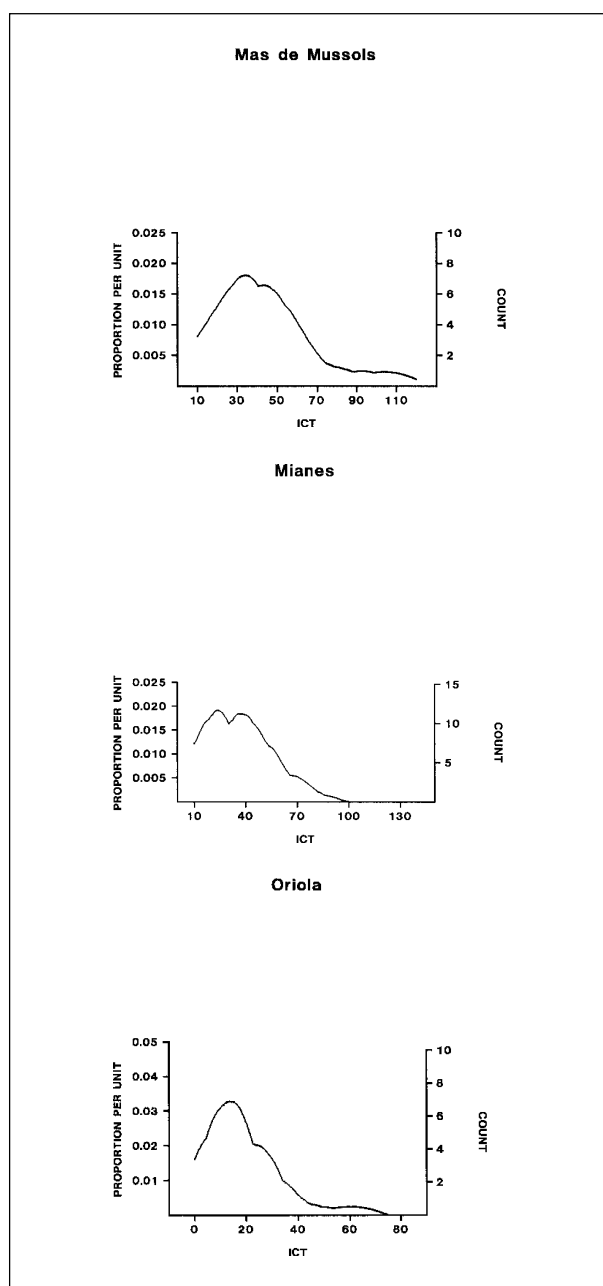 Mas de Mussols
PROPORTION PER UNIT
0.025
0.020
0.015
0.010
0.005
10
8
6
4
2
COUNT
10 30 50 70 90 110
ICT
Mianes
PROPORTION PER UNIT
0.025
0.020
0.015
0.010
0.005
15
10
5
COUNT
10 40 70 100 130
ICT
Oriola
PROPORTION PER UNIT
0.05
0.04
0.03
0.02
0.01
10
8
6
4
2
COUNT
0 20 40 60 80
ICT